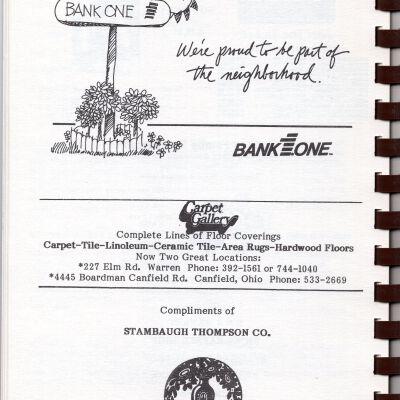 BANK ONE
We're proud to be part of
the neighborhood.
BANK ONE
Carpet
Gallery
Complete Lines of Floor Coverings
Carpet-Tile-Linoleum-Ceramic Tile-Area Rugs-Hardwood Floors
Now Two Great Locations:
*227 Elm Rd. Warren Phone: 392-1561 or 744-1040
*4445 Boardman Canfield Rd. Canfield, Ohio Phone: 533-2669
Compliments of
STAMBAUGH THOMPSON CO.